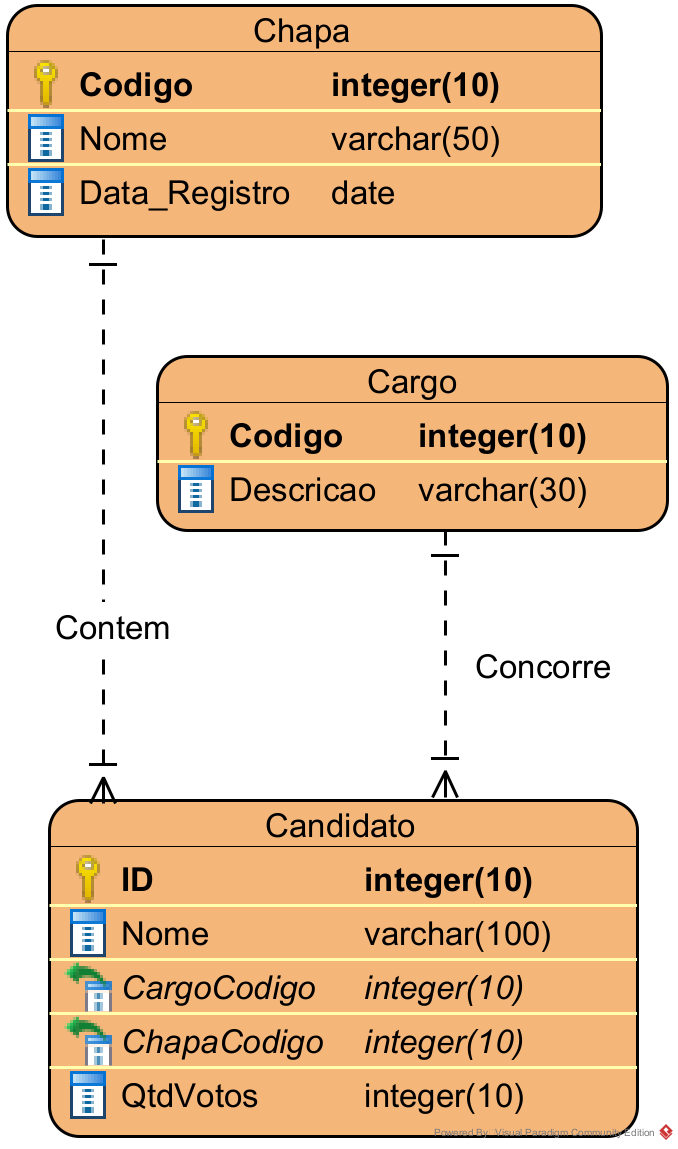 Chapa
Codigo integer(10)
Nome varchar(50)
Data_Registro date
Cargo
Codigo integer(10)
Descricao varchar(30)
Contem
Concorre
Candidato
ID integer(10)
Nome varchar(100)
CargoCodigo integer(10)
ChapaCodigo integer(10)
QtdVotos integer(10)
Powered By Visual Paradigm Community Edition